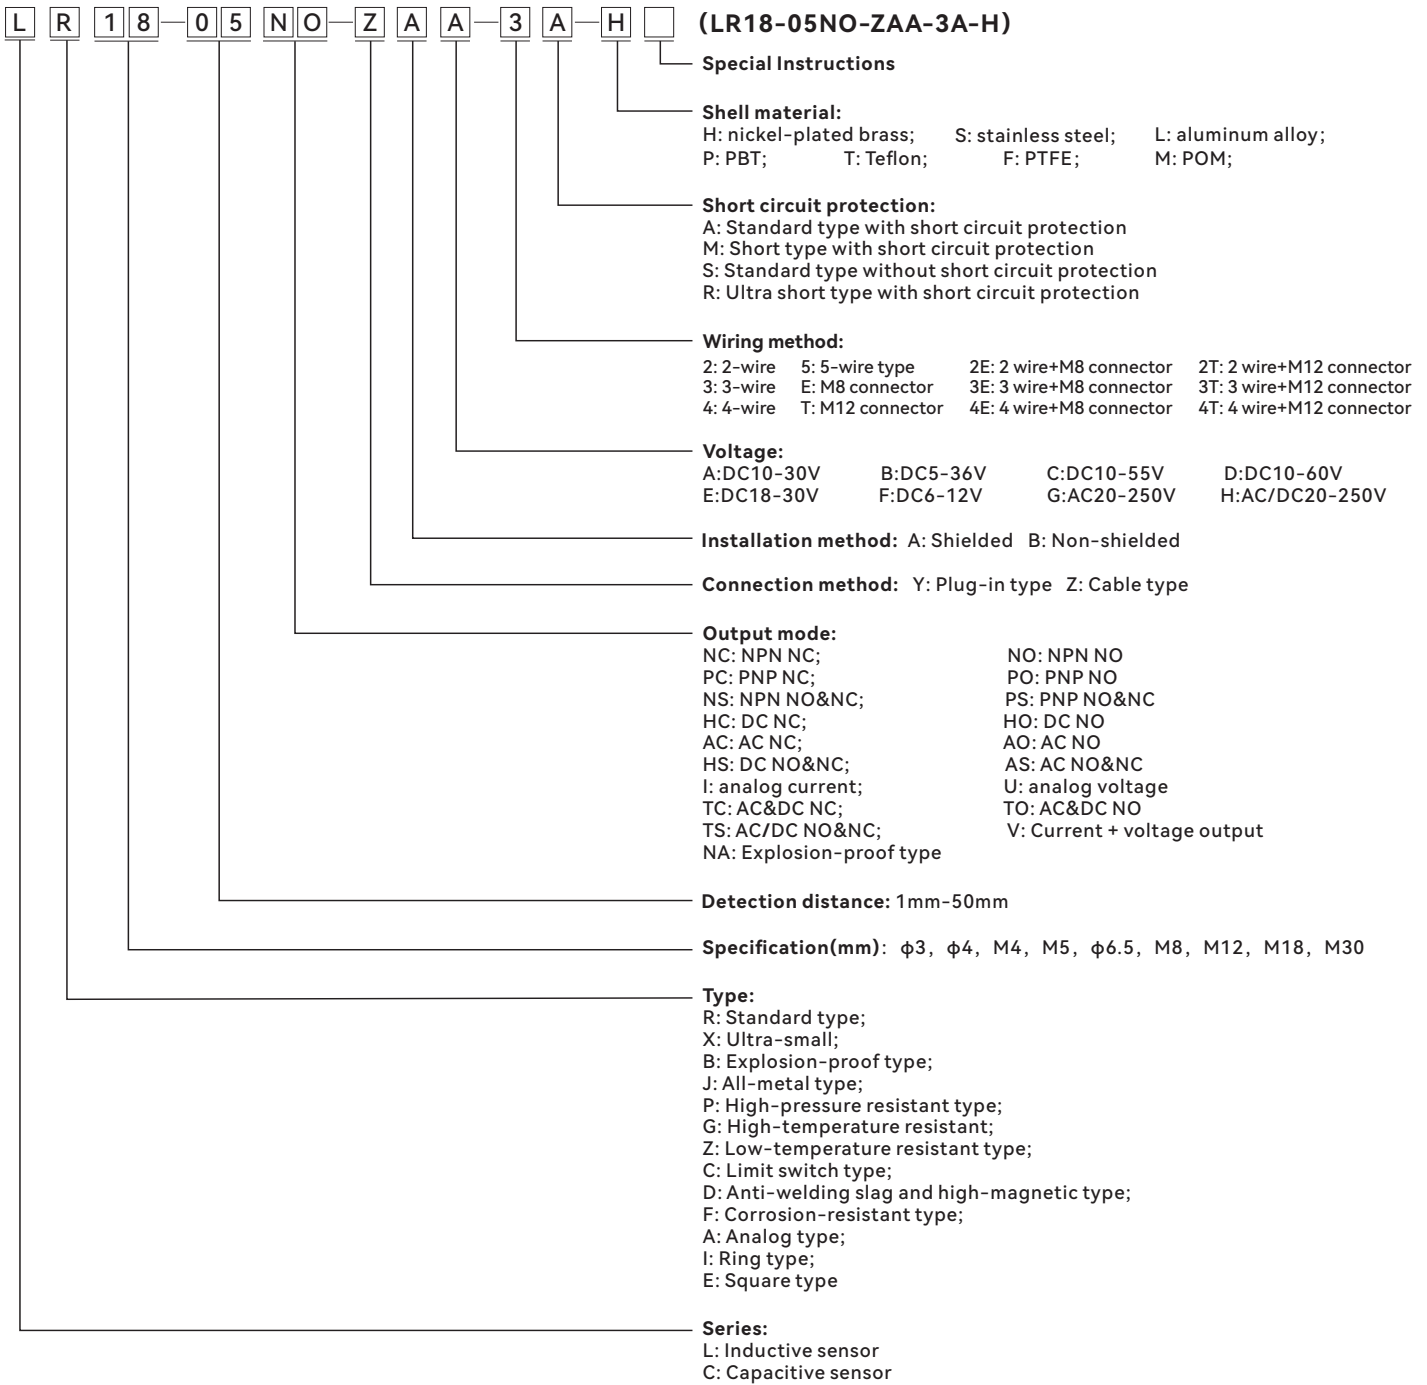 L R 18-05NO-ZAA-3A-H (LR18-05NO-ZAA-3A-H)
Special Instructions
Shell material:
H: nickel-plated brass; S: stainless steel; L: aluminum alloy;
P: PBT; T: Teflon; F: PTFE; M: POM;
Short circuit protection:
A: Standard type with short circuit protection
M: Short type with short circuit protection
S: Standard type without short circuit protection
R: Ultra short type with short circuit protection
Wiring method:
2: 2-wire 5: 5-wire type 2E: 2 wire+M8 connector 2T: 2 wire+M12 connector
3: 3-wire E: M8 connector 3E: 3 wire+M8 connector 3T: 3 wire+M12 connector
4: 4-wire T: M12 connector 4E: 4 wire+M8 connector 4T: 4 wire+M12 connector
Voltage:
A:DC10-30V B:DC5-36V C:DC10-55V D:DC10-60V
E:DC18-30V F:DC6-12V G:AC20-250V H:AC/DC20-250V
Installation method: A: Shielded B: Non-shielded
Connection method: Y: Plug-in type Z: Cable type
Output mode:
NC: NPN NC; NO: NPN NO
PC: PNP NC; PO: PNP NO
NS: NPN NO&NC; PS: PNP NO&NC
HC: DC NC; HO: DC NO
AC: AC NC; AO: AC NO
HS: DC NO&NC; AS: AC NO&NC
I: analog current; U: analog voltage
TC: AC&DC NC; TO: AC&DC NO
TS: AC/DC NO&NC; V: Current + voltage output
NA: Explosion-proof type
Detection distance: 1mm-50mm
Specification(mm): φ3, φ4, M4, M5, φ6.5, M8, M12, M18, M30
Type:
R: Standard type;
X: Ultra-small;
B: Explosion-proof type;
J: All-metal type;
P: High-pressure resistant type;
G: High-temperature resistant;
Z: Low-temperature resistant type;
C: Limit switch type;
D: Anti-welding slag and high-magnetic type;
F: Corrosion-resistant type;
A: Analog type;
I: Ring type;
E: Square type
Series:
L: Inductive sensor
C: Capacitive sensor